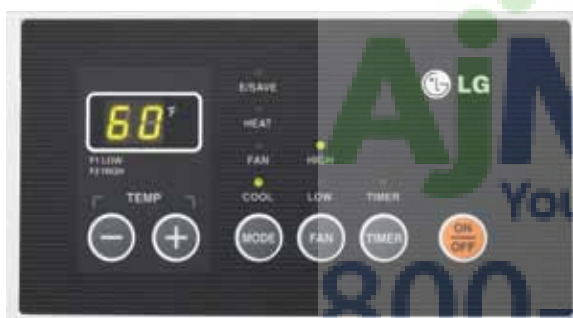 E/SAVE
LG
HEAT
60°F
FAN HIGH
F1 LOW
F2 HIGH
TEMP
COOL LOW TIMER
− + MODE FAN TIMER ON
OFF
AjM
You
800-